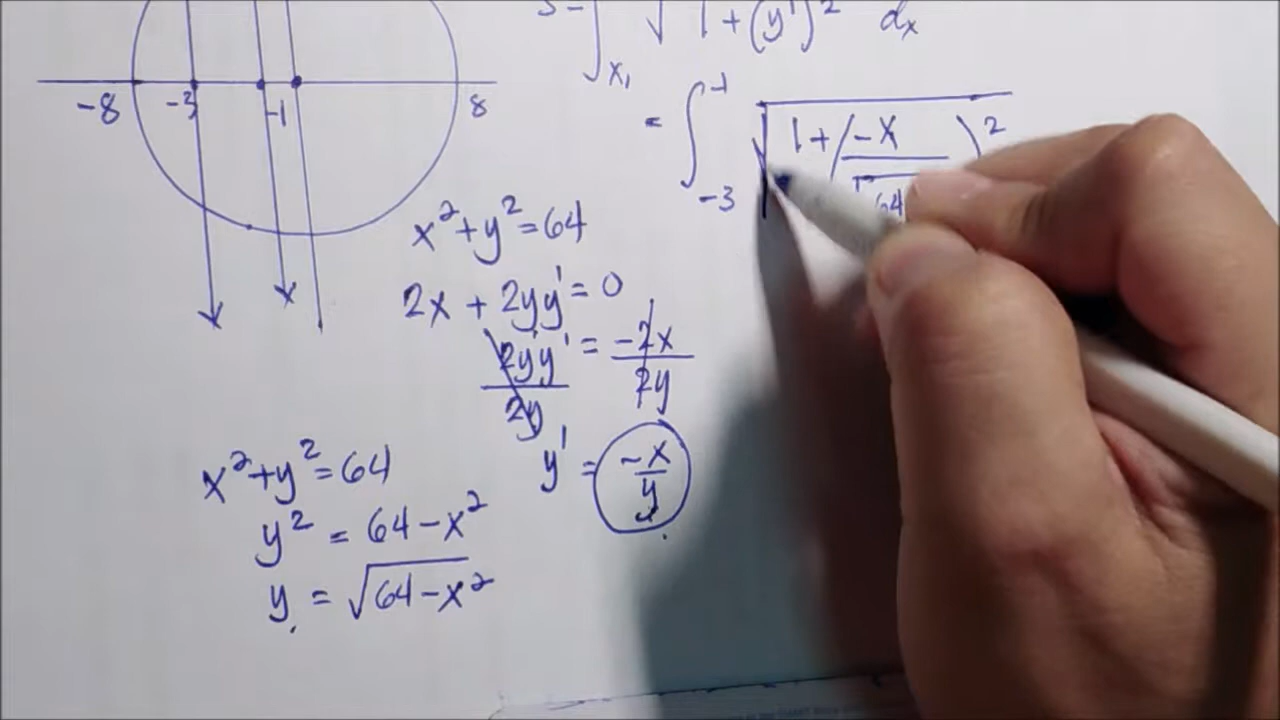 S = ∫ √ 1 + (y')² dx
x₁
-8 -3 -1 8
= ∫ -1 -3 √ 1 + (-x / √64 )²
x² + y² = 64
2x + 2yy' = 0
2yy' / 2y = -2x / 2y
y' = -x / y
x² + y² = 64
y² = 64 - x²
y = √64 - x²